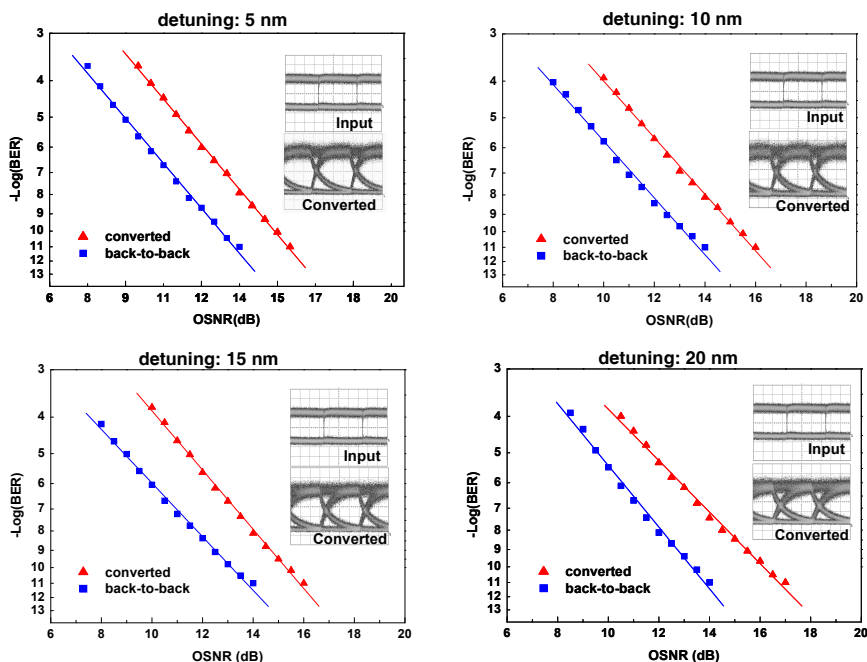 detuning: 5 nm
3
4
5
6
7
8
9
10
11
12
13
-Log(BER)
Input
Converted
converted
back-to-back
6 8 9 11 12 14 15 17 18 20
OSNR(dB)
detuning: 10 nm
3
4
5
6
7
8
9
10
11
12
13
-Log(BER)
Input
Converted
converted
back-to-back
6 8 10 12 14 16 18 20
OSNR(dB)
detuning: 15 nm
3
4
5
6
7
8
9
10
11
12
13
-Log(BER)
Input
Converted
converted
back-to-back
6 8 10 12 14 16 18 20
OSNR (dB)
detuning: 20 nm
3
4
5
6
7
8
9
10
11
12
13
-Log(BER)
Input
Converted
converted
back-to-back
6 8 10 12 14 16 18 20
OSNR (dB)